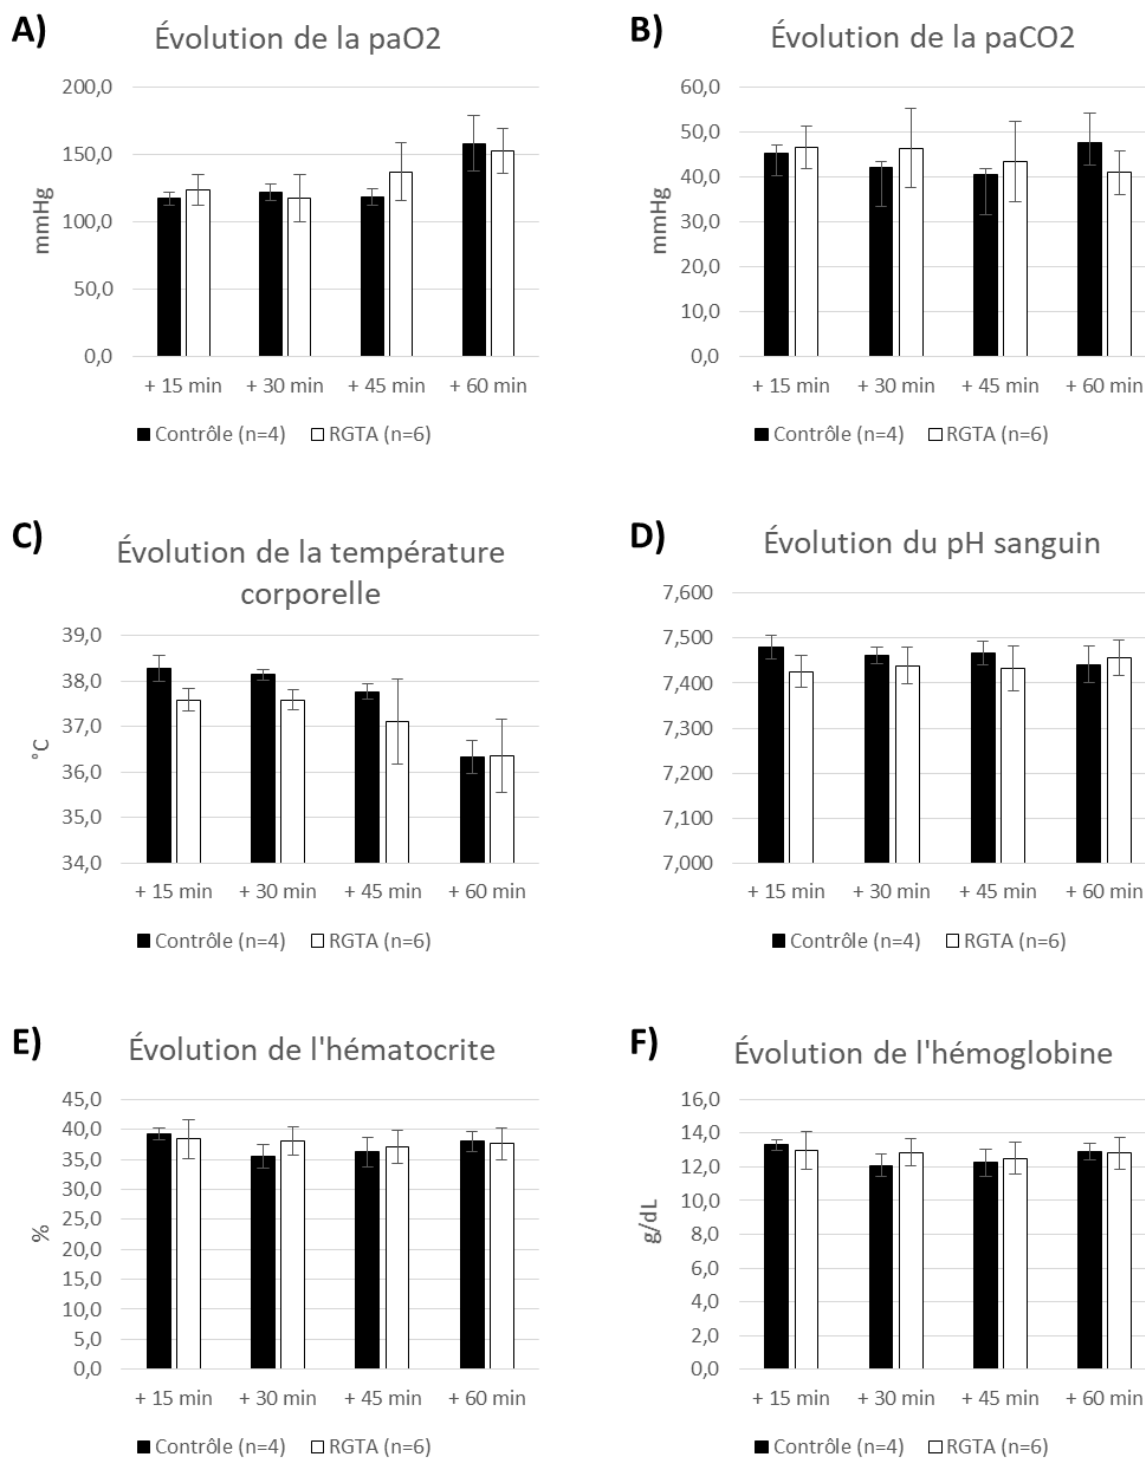 A)
Évolution de la paO2
mmHg
200,0
150,0
100,0
50,0
0,0
+ 15 min + 30 min + 45 min + 60 min
Contrôle (n=4) RGTA (n=6)
B)
Évolution de la paCO2
mmHg
60,0
50,0
40,0
30,0
20,0
10,0
0,0
+ 15 min + 30 min + 45 min + 60 min
Contrôle (n=4) RGTA (n=6)
C)
Évolution de la température
corporelle
°C
39,0
38,0
37,0
36,0
35,0
34,0
+ 15 min + 30 min + 45 min + 60 min
Contrôle (n=4) RGTA (n=6)
D)
Évolution du pH sanguin
7,600
7,500
7,400
7,300
7,200
7,100
7,000
+ 15 min + 30 min + 45 min + 60 min
Contrôle (n=4) RGTA (n=6)
E)
Évolution de l'hématocrite
%
45,0
40,0
35,0
30,0
25,0
20,0
15,0
10,0
5,0
0,0
+ 15 min + 30 min + 45 min + 60 min
Contrôle (n=4) RGTA (n=6)
F)
Évolution de l'hémoglobine
g/dL
16,0
14,0
12,0
10,0
8,0
6,0
4,0
2,0
0,0
+ 15 min + 30 min + 45 min + 60 min
Contrôle (n=4) RGTA (n=6)